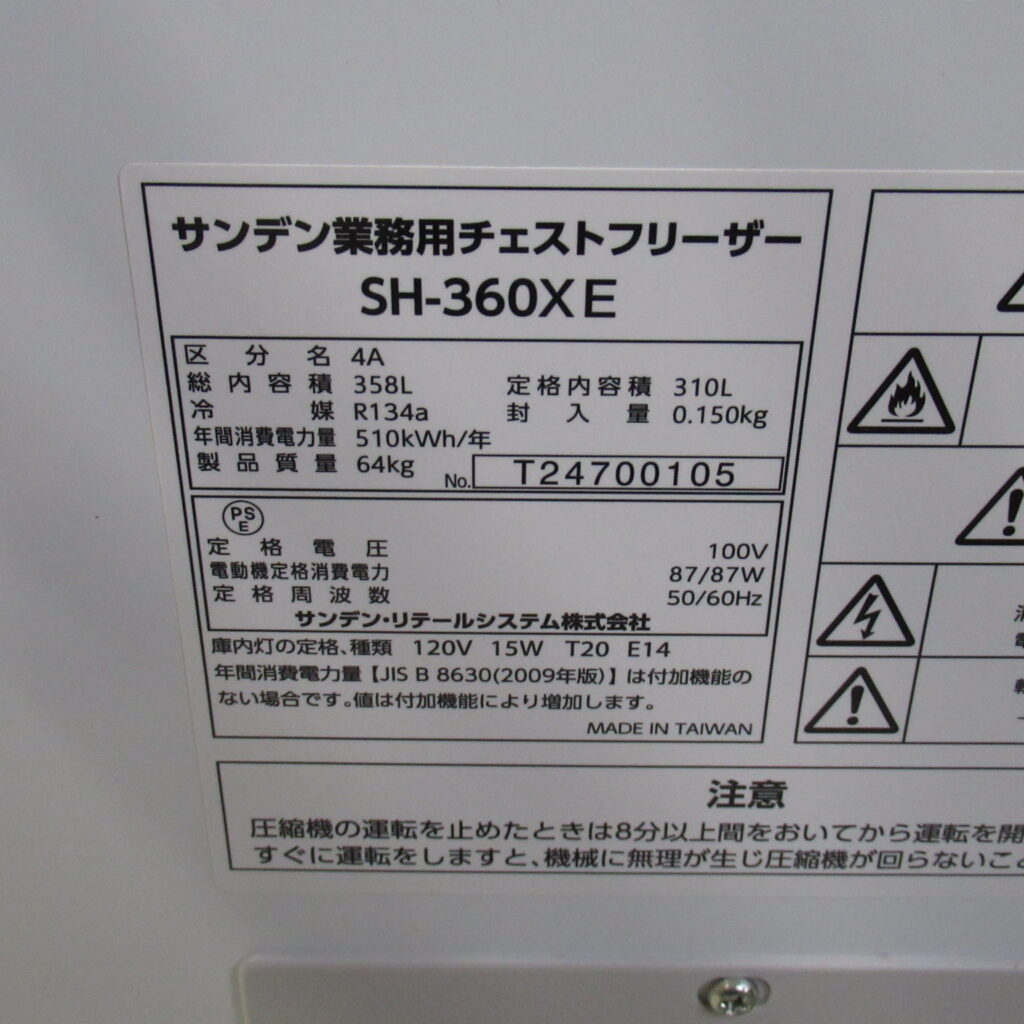 サンデン業務用チェストフリーザー
SH-360XE
区分名 4A
総内容積 358L 定格内容積 310L
冷媒 R134a 封入量 0.150kg
年間消費電力量 510kWh/年
製品質量 64kg No. T24700105
PS
E
定格電圧 100V
電動機定格消費電力 87/87W
定格周波数 50/60Hz
サンデン・リテールシステム株式会社
庫内灯の定格、種類 120V 15W T20 E14
年間消費電力量【JIS B 8630(2009年版)】は付加機能の
ない場合です。値は付加機能により増加します。
MADE IN TAIWAN
注意
圧縮機の運転を止めたときは8分以上間をおいてから運転を開
すぐに運転をしますと、機械に無理が生じ圧縮機が回らないこと